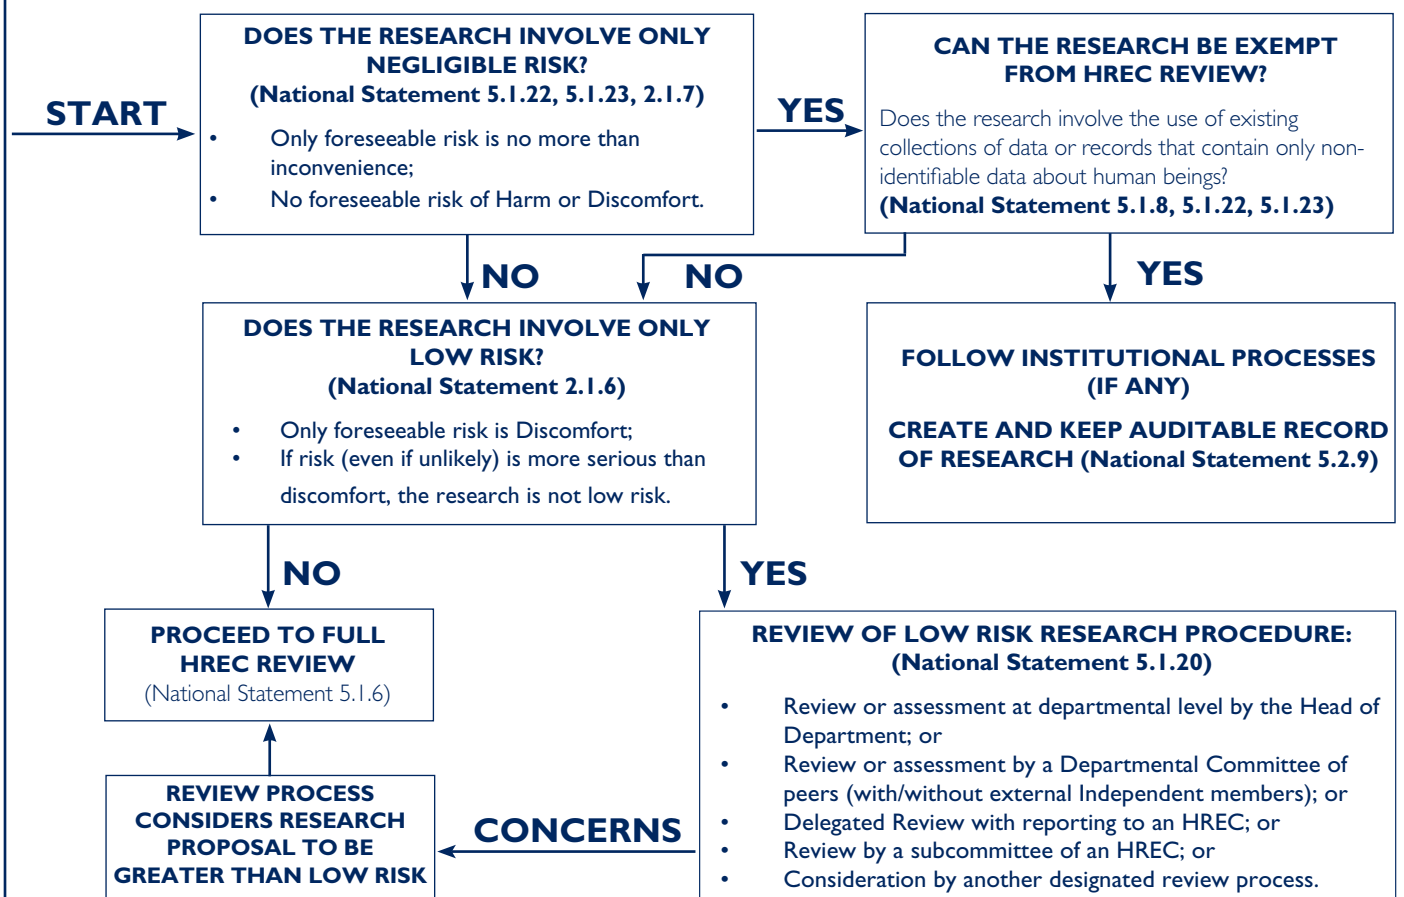 START
DOES THE RESEARCH INVOLVE ONLY
NEGLIGIBLE RISK?
(National Statement 5.1.22, 5.1.23, 2.1.7)
• Only foreseeable risk is no more than
inconvenience;
• No foreseeable risk of Harm or Discomfort.
YES
CAN THE RESEARCH BE EXEMPT
FROM HREC REVIEW?
Does the research involve the use of existing
collections of data or records that contain only non-
identifiable data about human beings?
(National Statement 5.1.8, 5.1.22, 5.1.23)
NO
NO
YES
DOES THE RESEARCH INVOLVE ONLY
LOW RISK?
(National Statement 2.1.6)
• Only foreseeable risk is Discomfort;
• If risk (even if unlikely) is more serious than
discomfort, the research is not low risk.
FOLLOW INSTITUTIONAL PROCESSES
(IF ANY)
CREATE AND KEEP AUDITABLE RECORD
OF RESEARCH (National Statement 5.2.9)
NO
YES
PROCEED TO FULL
HREC REVIEW
(National Statement 5.1.6)
REVIEW OF LOW RISK RESEARCH PROCEDURE:
(National Statement 5.1.20)
• Review or assessment at departmental level by the Head of
Department; or
• Review or assessment by a Departmental Committee of
peers (with/without external Independent members); or
• Delegated Review with reporting to an HREC; or
• Review by a subcommittee of an HREC; or
• Consideration by another designated review process.
CONCERNS
REVIEW PROCESS
CONSIDERS RESEARCH
PROPOSAL TO BE
GREATER THAN LOW RISK